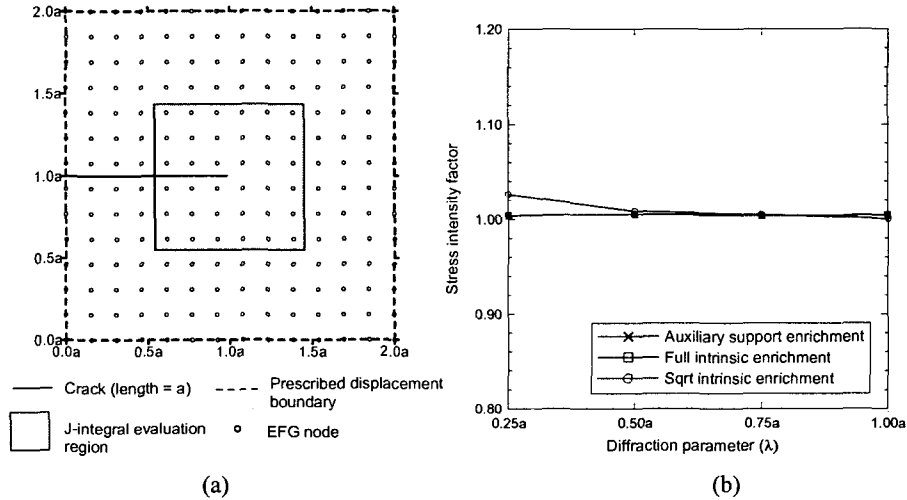 2.0a
1.5a
1.0a
0.5a
0.0a
0.0a 0.5a 1.0a 1.5a 2.0a
Crack (length = a)
Prescribed displacement
boundary
J-integral evaluation
region
EFG node
(a)
1.20
1.10
1.00
0.90
0.80
Stress intensity factor
Auxiliary support enrichment
Full intrinsic enrichment
Sqrt intrinsic enrichment
0.25a 0.50a 0.75a 1.00a
Diffraction parameter (λ)
(b)